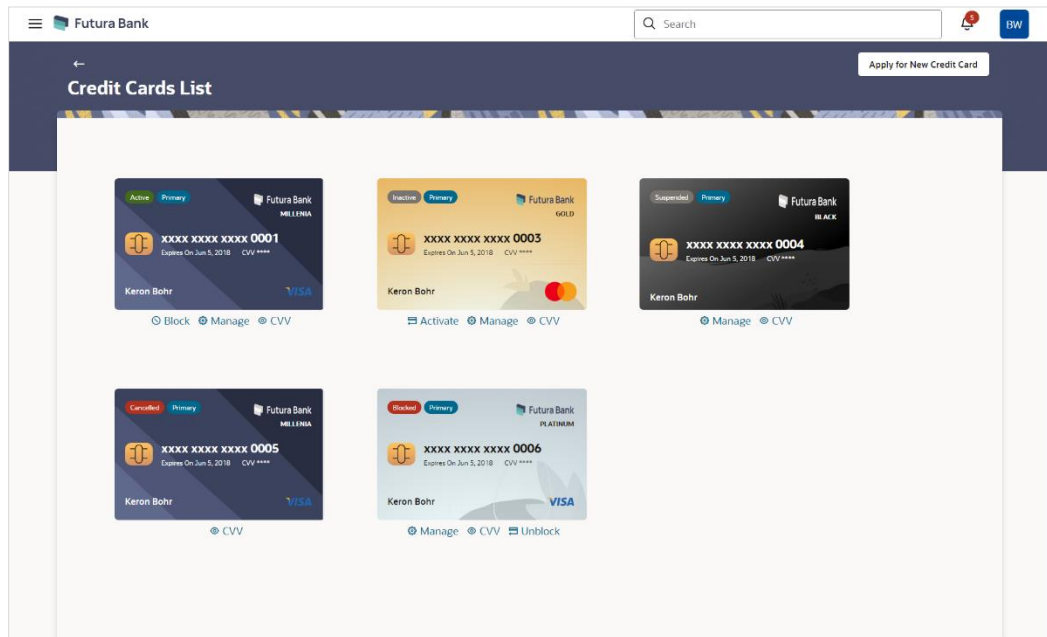 Futura Bank
Search
5
BW
Apply for New Credit Card
Credit Cards List
Active Primary
Futura Bank
MILLENIA
XXXX XXXX XXXX 0001
Expires On Jun 5, 2018 CVV ****
Keron Bohr
VISA
Block Manage CVV
Inactive Primary
Futura Bank
GOLD
XXXX XXXX XXXX 0003
Expires On Jun 5, 2018 CVV ****
Keron Bohr
Activate Manage CVV
Suspended Primary
Futura Bank
BLACK
XXXX XXXX XXXX 0004
Expires On Jun 5, 2018 CVV ****
Keron Bohr
Manage CVV
Cancelled Primary
Futura Bank
MILLENIA
XXXX XXXX XXXX 0005
Expires On Jun 5, 2018 CVV ****
Keron Bohr
VISA
CVV
Blocked Primary
Futura Bank
PLATINUM
XXXX XXXX XXXX 0006
Expires On Jun 5, 2018 CVV ****
Keron Bohr
VISA
Manage CVV Unblock